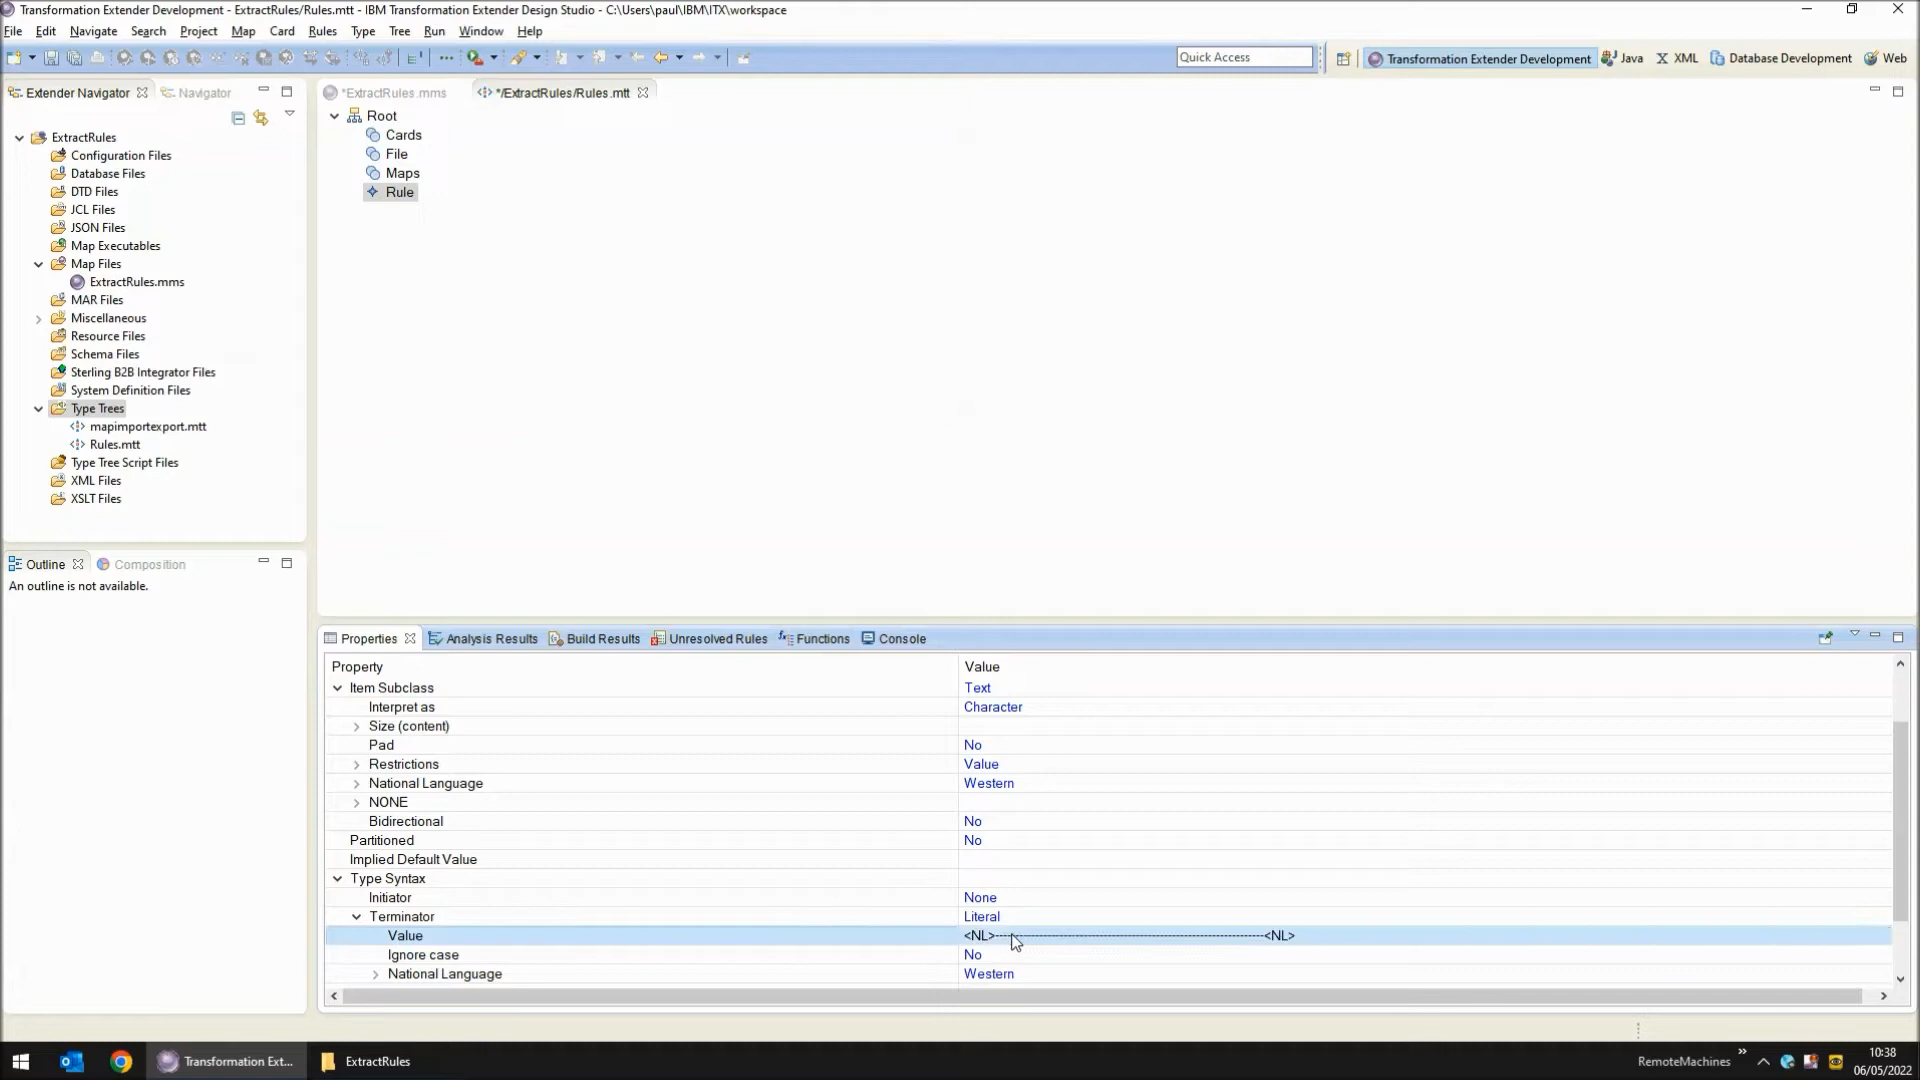 Transformation Extender Development - ExtractRules/Rules.mtt - IBM Transformation Extender Design Studio - C:\Users\paul\IBM\ITX\workspace
File Edit Navigate Search Project Map Card Rules Type Tree Run Window Help
Quick Access Transformation Extender Development Java XML Database Development Web
Extender Navigator Navigator
*ExtractRules.mms */ExtractRules/Rules.mtt
ExtractRules
Configuration Files
Database Files
DTD Files
JCL Files
JSON Files
Map Executables
Map Files
ExtractRules.mms
MAR Files
Miscellaneous
Resource Files
Schema Files
Sterling B2B Integrator Files
System Definition Files
Type Trees
mapimportexport.mtt
Rules.mtt
Type Tree Script Files
XML Files
XSLT Files
Root
Cards
File
Maps
Rule
Outline Composition
An outline is not available.
Properties Analysis Results Build Results Unresolved Rules Functions Console
Property Value
Item Subclass Text
Interpret as Character
Size (content)
Pad No
Restrictions Value
National Language Western
NONE
Bidirectional No
Partitioned No
Implied Default Value
Type Syntax
Initiator None
Terminator Literal
Value <NL>------------------------------------------------------------------<NL>
Ignore case No
National Language Western
Transformation Ext... ExtractRules
RemoteMachines
10:38
06/05/2022